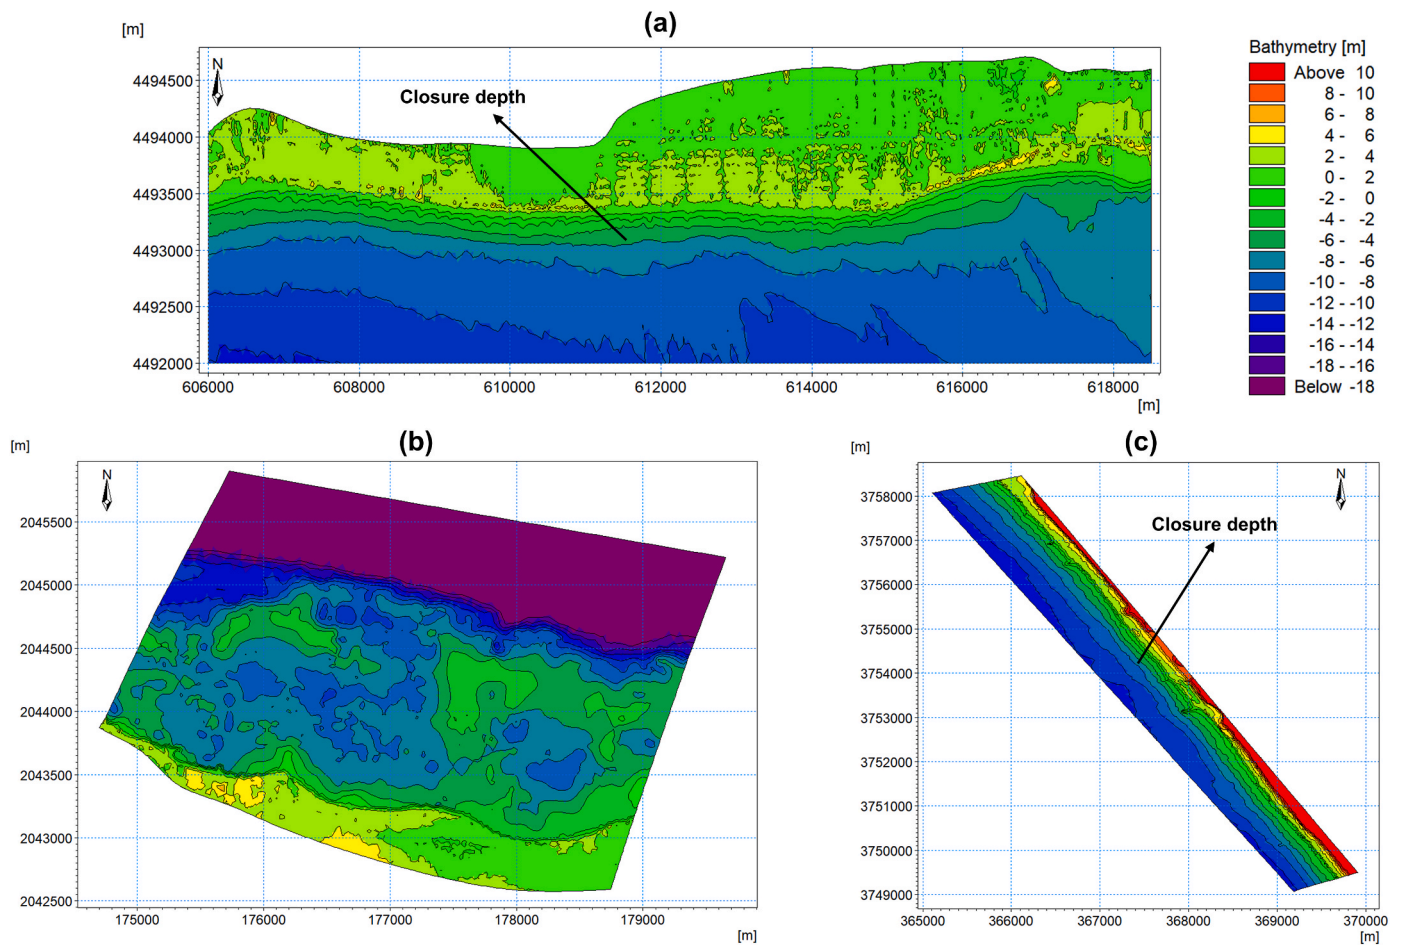 (a)
[m]
N
4494500
4494000
4493500
4493000
4492500
4492000
Closure depth
606000 608000 610000 612000 614000 616000 618000
[m]
Bathymetry [m]
Above 10
8 - 10
6 - 8
4 - 6
2 - 4
0 - 2
-2 - 0
-4 - -2
-6 - -4
-8 - -6
-10 - -8
-12 - -10
-14 - -12
-16 - -14
-18 - -16
Below -18
(b)
[m]
N
2045500
2045000
2044500
2044000
2043500
2043000
2042500
175000 176000 177000 178000 179000
[m]
(c)
[m]
N
Closure depth
3758000
3757000
3756000
3755000
3754000
3753000
3752000
3751000
3750000
3749000
365000 366000 367000 368000 369000 370000
[m]